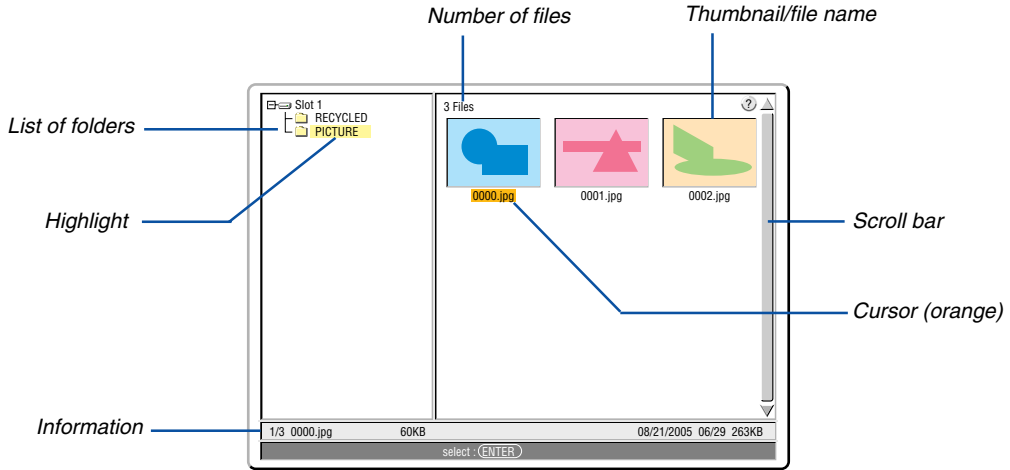 Number of files
Thumbnail/file name
Slot 1
RECYCLED
PICTURE
3 Files
?
List of folders
0000.jpg
0001.jpg
0002.jpg
Highlight
Scroll bar
Cursor (orange)
Information
1/3 0000.jpg 60KB 08/21/2005 06/29 263KB
select : ENTER